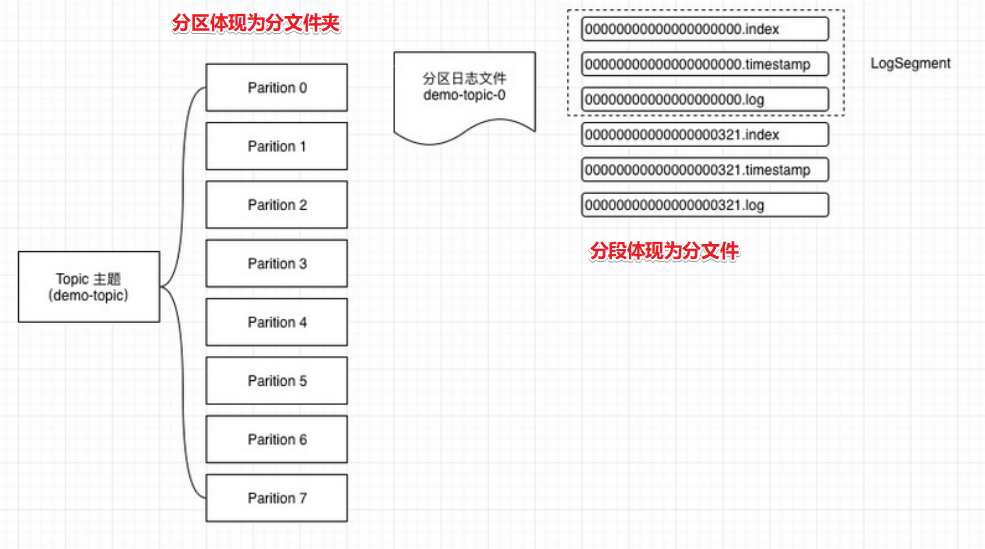 分区体现为分文件夹
Parition 0
Parition 1
Parition 2
Parition 3
Parition 4
Parition 5
Parition 6
Parition 7
Topic 主题
(demo-topic)
分区日志文件
demo-topic-0
00000000000000000000.index
00000000000000000000.timestamp
00000000000000000000.log
00000000000000000321.index
00000000000000000321.timestamp
00000000000000000321.log
LogSegment
分段体现为分文件